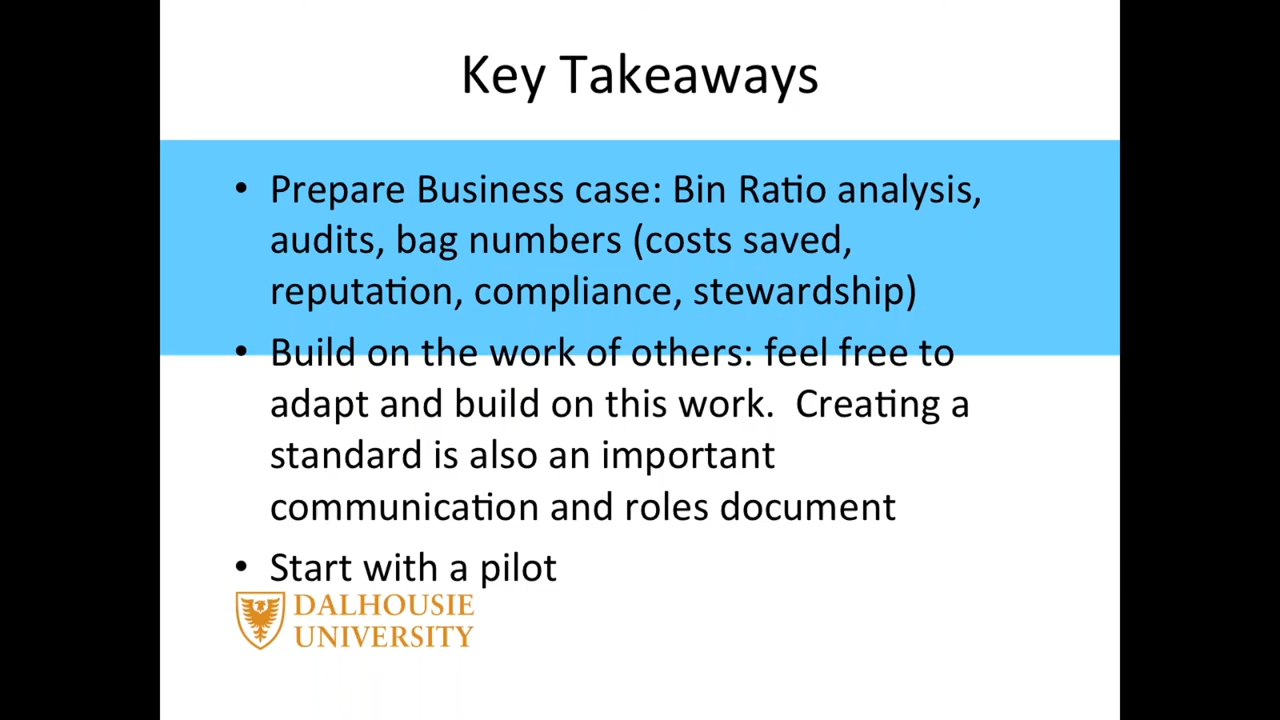 Key Takeaways
• Prepare Business case: Bin Ratio analysis,
audits, bag numbers (costs saved,
reputation, compliance, stewardship)
• Build on the work of others: feel free to
adapt and build on this work.  Creating a
standard is also an important
communication and roles document
• Start with a pilot
DALHOUSIE
UNIVERSITY